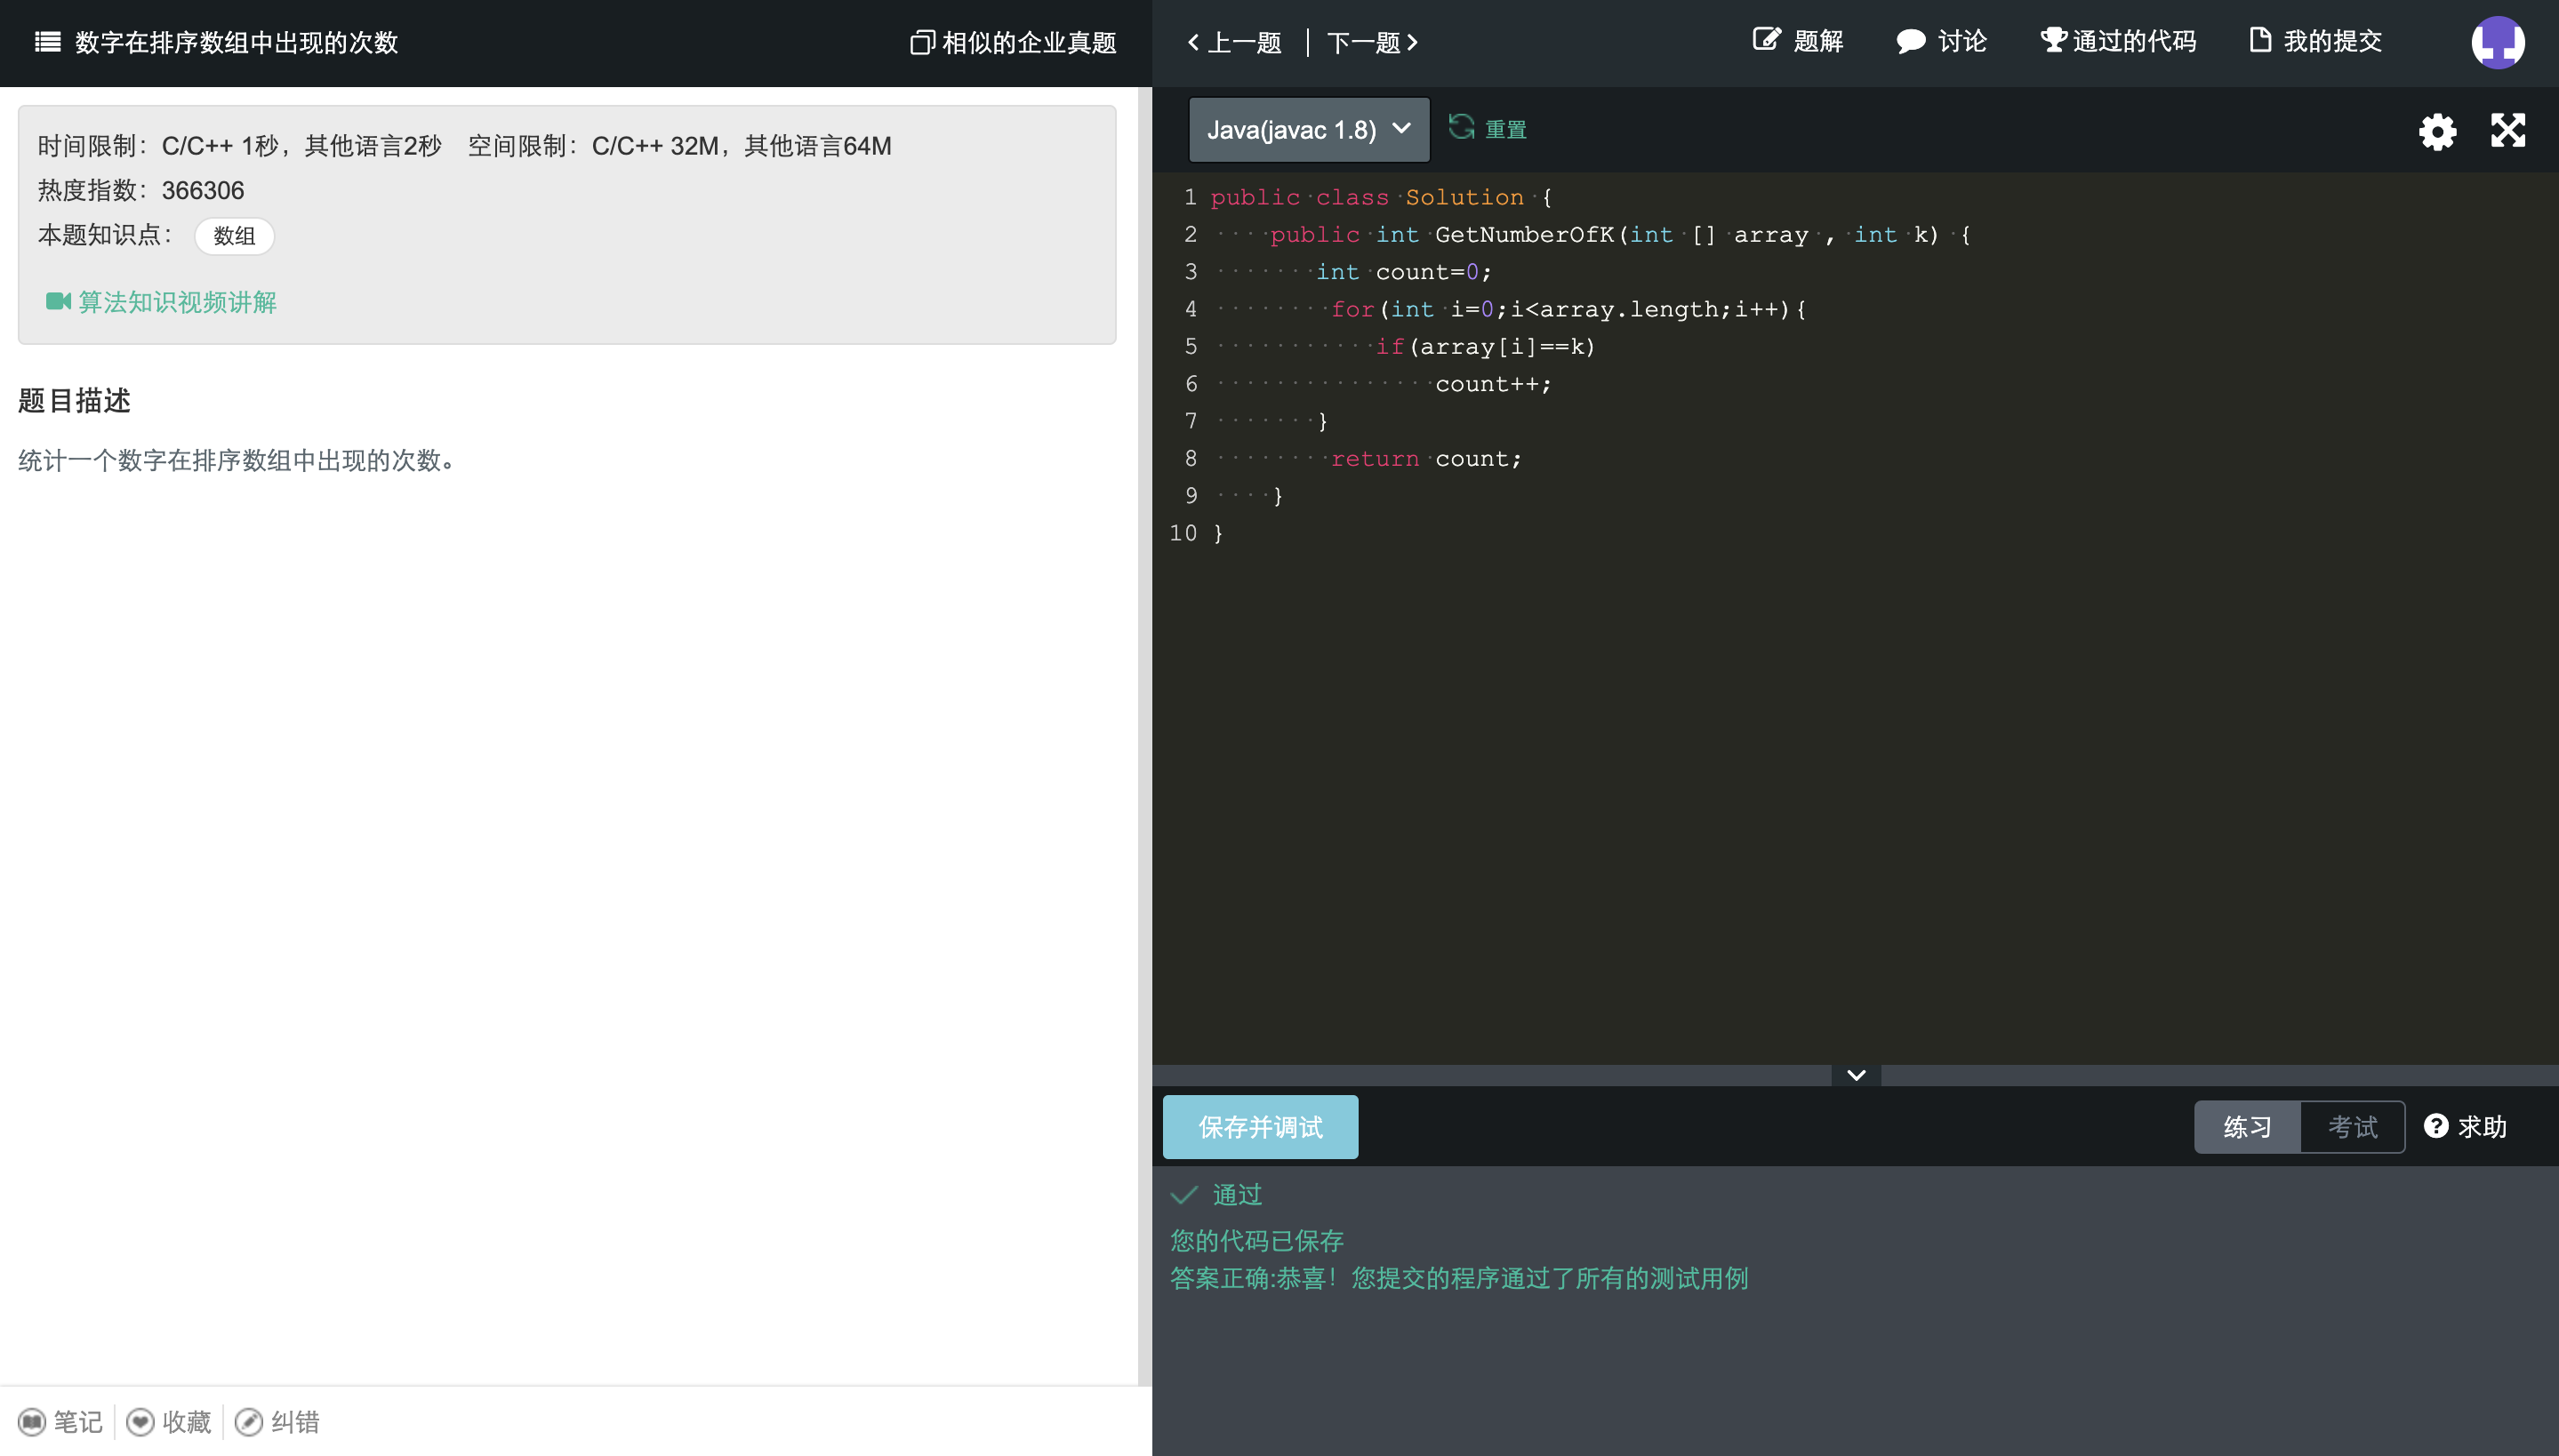 数字在排序数组中出现的次数
相似的企业真题
上一题 下一题
题解
讨论
通过的代码
我的提交
时间限制：C/C++ 1秒，其他语言2秒 空间限制：C/C++ 32M，其他语言64M
热度指数：366306
本题知识点： 数组
算法知识视频讲解
题目描述
统计一个数字在排序数组中出现的次数。
Java(javac 1.8) 重置
1 public class Solution {
2     public int GetNumberOfK(int [] array , int k) {
3        int count=0;
4         for(int i=0;i<array.length;i++){
5            if(array[i]==k)
6                count++;
7        }
8         return count;
9     }
10 }
保存并调试
练习 考试 求助
通过
您的代码已保存
答案正确:恭喜！您提交的程序通过了所有的测试用例
笔记 收藏 纠错